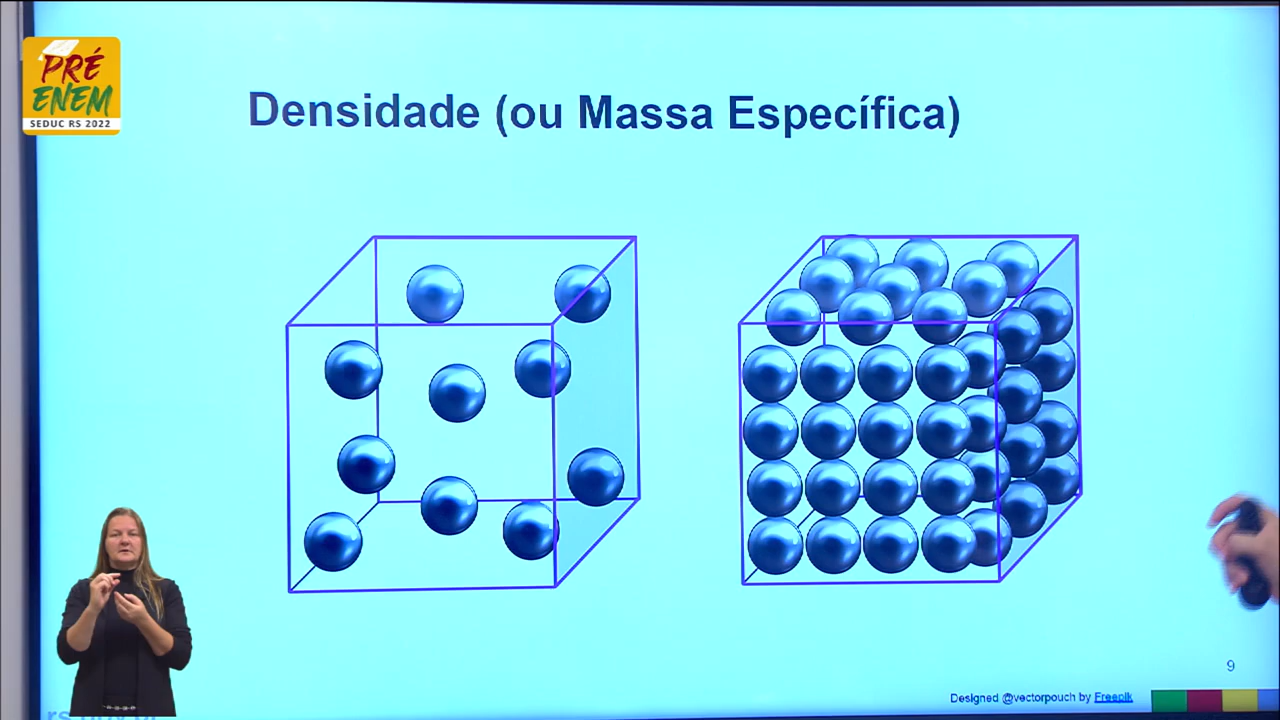 PRÉ
ENEM
SEDUC RS 2022
Densidade (ou Massa Específica)
9
Designed @vectorpouch by Freepik